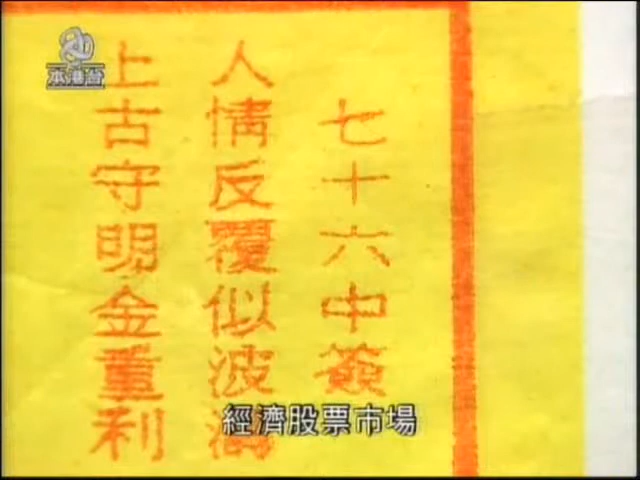 本港台
七十六中簽
人情反覆似波濤
上古守明金重利
經濟股票市場